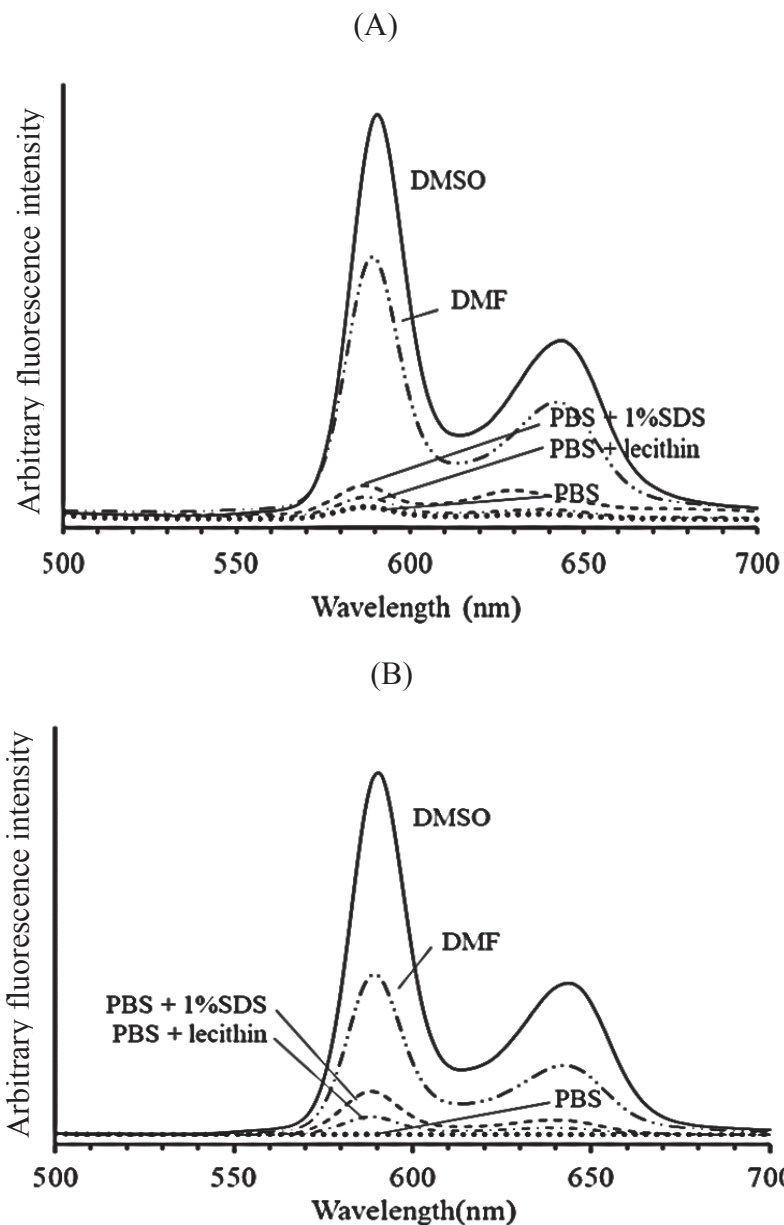 (A)
Arbitrary fluorescence intensity
DMSO
DMF
PBS + 1%SDS
PBS + lecithin
PBS
500 550 600 650 700
Wavelength (nm)
(B)
Arbitrary fluorescence intensity
DMSO
DMF
PBS + 1%SDS
PBS + lecithin
PBS
500 550 600 650 700
Wavelength(nm)